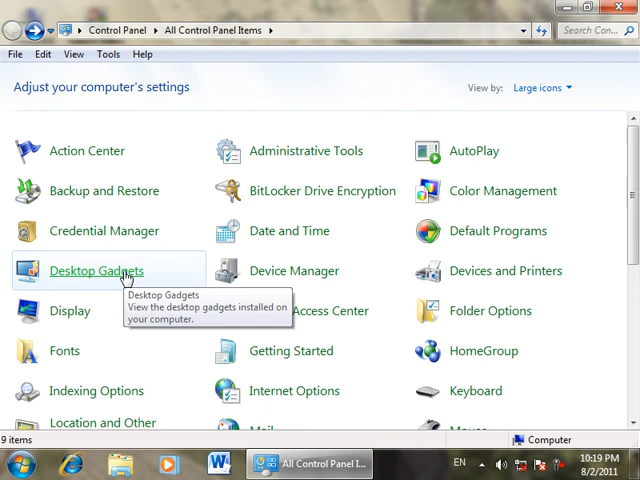 Control Panel
All Control Panel Items
Search Con...
File Edit View Tools Help
Adjust your computer's settings
View by: Large icons
Action Center
Administrative Tools
AutoPlay
Backup and Restore
BitLocker Drive Encryption
Color Management
Credential Manager
Date and Time
Default Programs
Desktop Gadgets
Device Manager
Devices and Printers
Desktop Gadgets
View the desktop gadgets installed on
your computer.
Display
Access Center
Folder Options
Fonts
Getting Started
HomeGroup
Indexing Options
Internet Options
Keyboard
Location and Other
Mail
Mouse
9 items
Computer
All Control Panel I...
EN
10:19 PM
8/2/2011